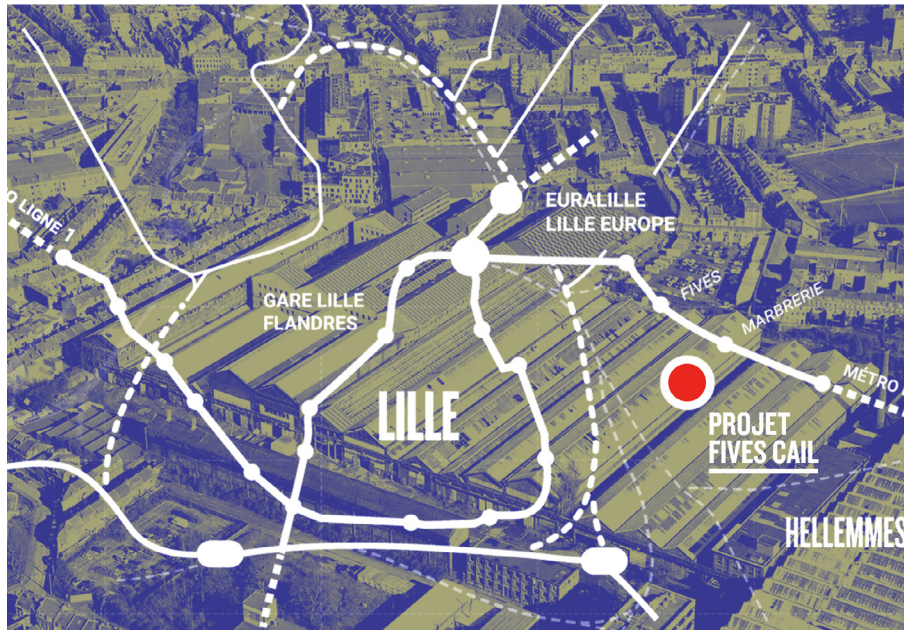 EURALILLE
LILLE EUROPE
O LIGNE 1
GARE LILLE
FLANDRES
FIVES
MARBRERIE
MÉTRO
LILLE
PROJET
FIVES CAIL
HELLEMMES